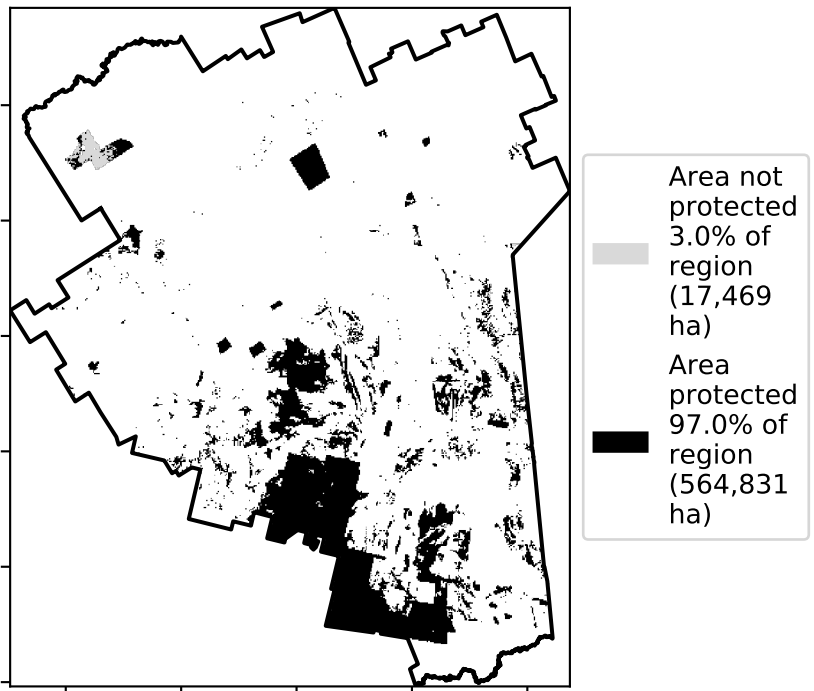 Area not
protected
3.0% of
region
(17,469
ha)
Area
protected
97.0% of
region
(564,831
ha)